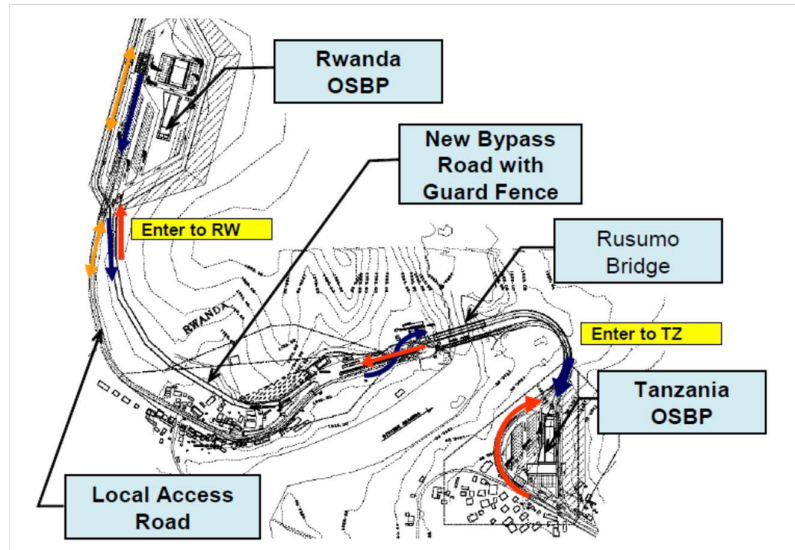 Rwanda
OSBP
New Bypass
Road with
Guard Fence
Enter to RW
Rusumo
Bridge
RWANDA
Enter to TZ
Tanzania
OSBP
Local Access
Road